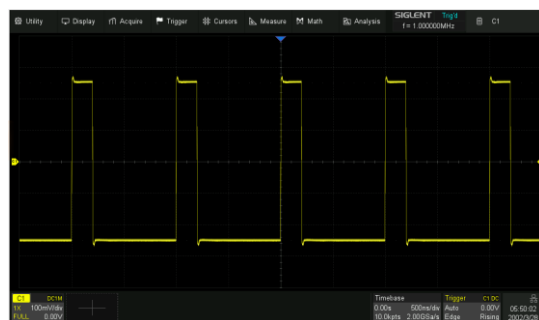 Utility Display Acquire Trigger Cursors Measure Math Analysis SIGLENT Trig'd C1
f = 1.000000MHz
C1 DC1M
1X 100mV/div
FULL 0.00V
Timebase
0.00s 500ns/div
10.0kpts 2.00GSa/s
Trigger C1 DC
Auto 0.00V
Edge Rising
05:50:02